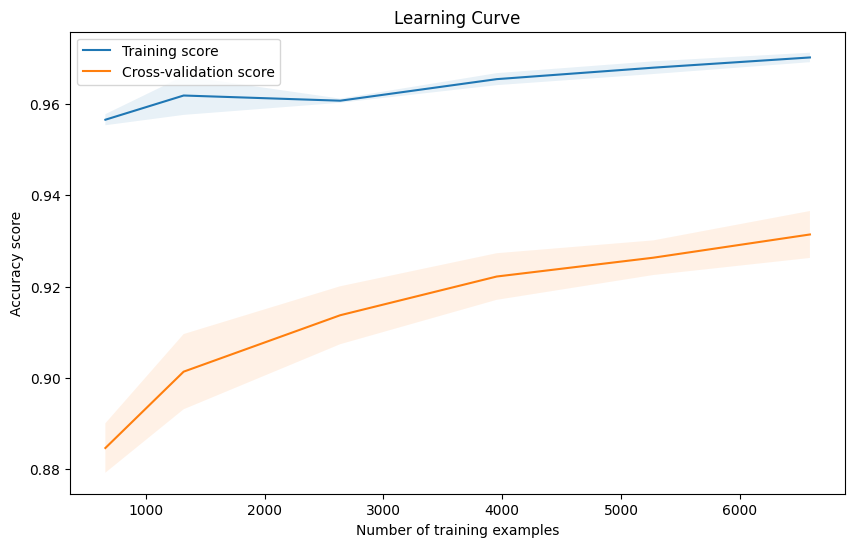 Learning Curve
Training score
Cross-validation score
0.96
0.94
0.92
0.90
0.88
Accuracy score
1000
2000
3000
4000
5000
6000
Number of training examples